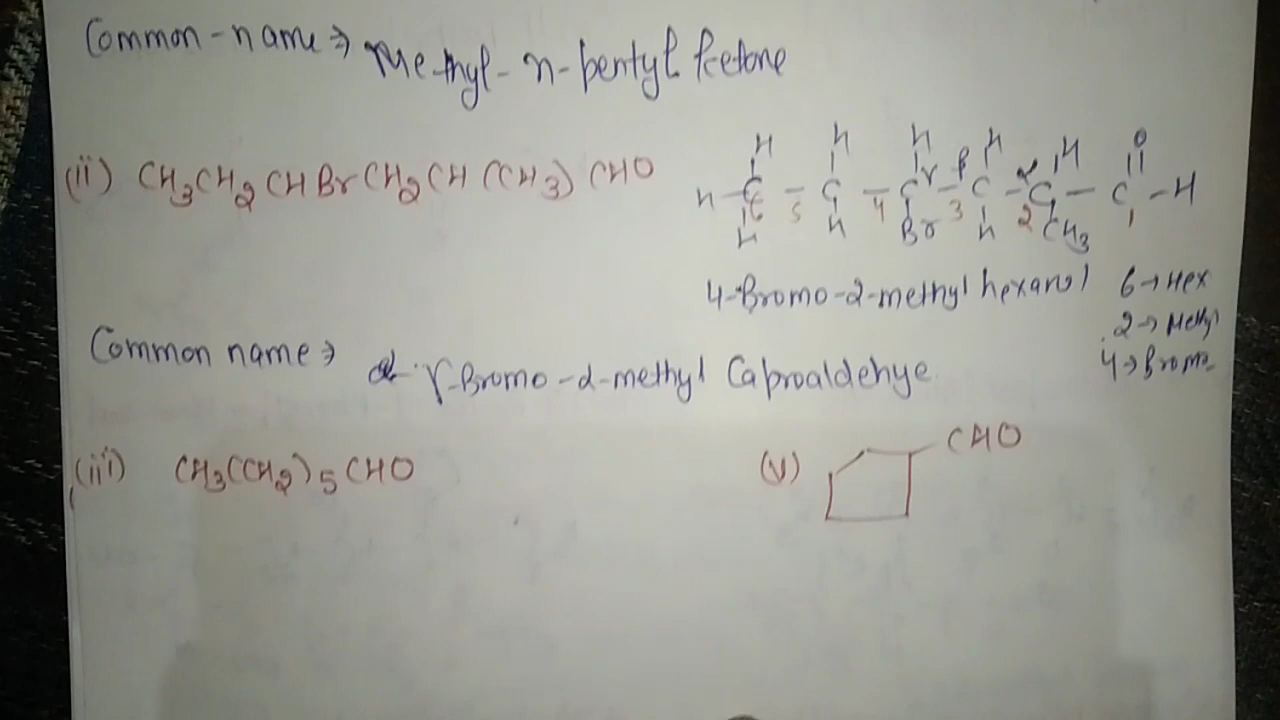 Common-name ⇒ Methyl-n-pentyl ketone
(ii) CH₃CH₂CHBrCH₂CH(CH₃)CHO
H H H H H O
H - C - C - C γ - β C - α C - C - H
6 5 4 3 2 1
H H Br H CH₃
4-Bromo-2-methyl hexanal
6 → Hex
2 → Methyl
4 → Bromo
Common name ⇒ γ-Bromo-α-methyl Caproaldehye
(iii) CH₃(CH₂)₅CHO
(v) CHO